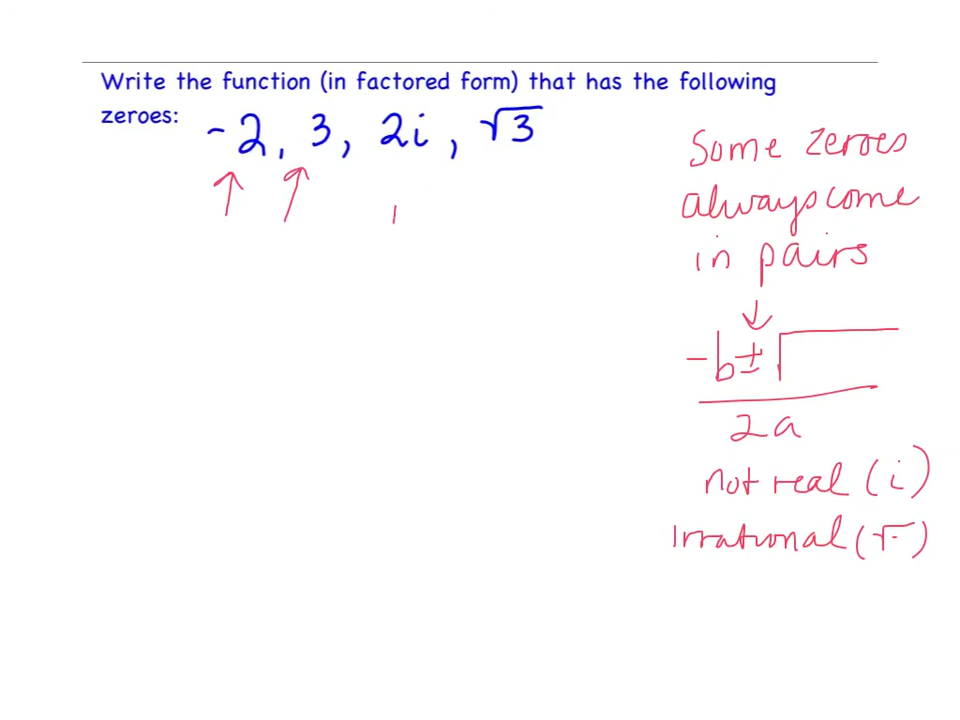 Write the function (in factored form) that has the following
zeroes: -2, 3, 2i, √3
Some zeroes
always come
in pairs
-b±√
2a
not real (i)
Irrational (√)